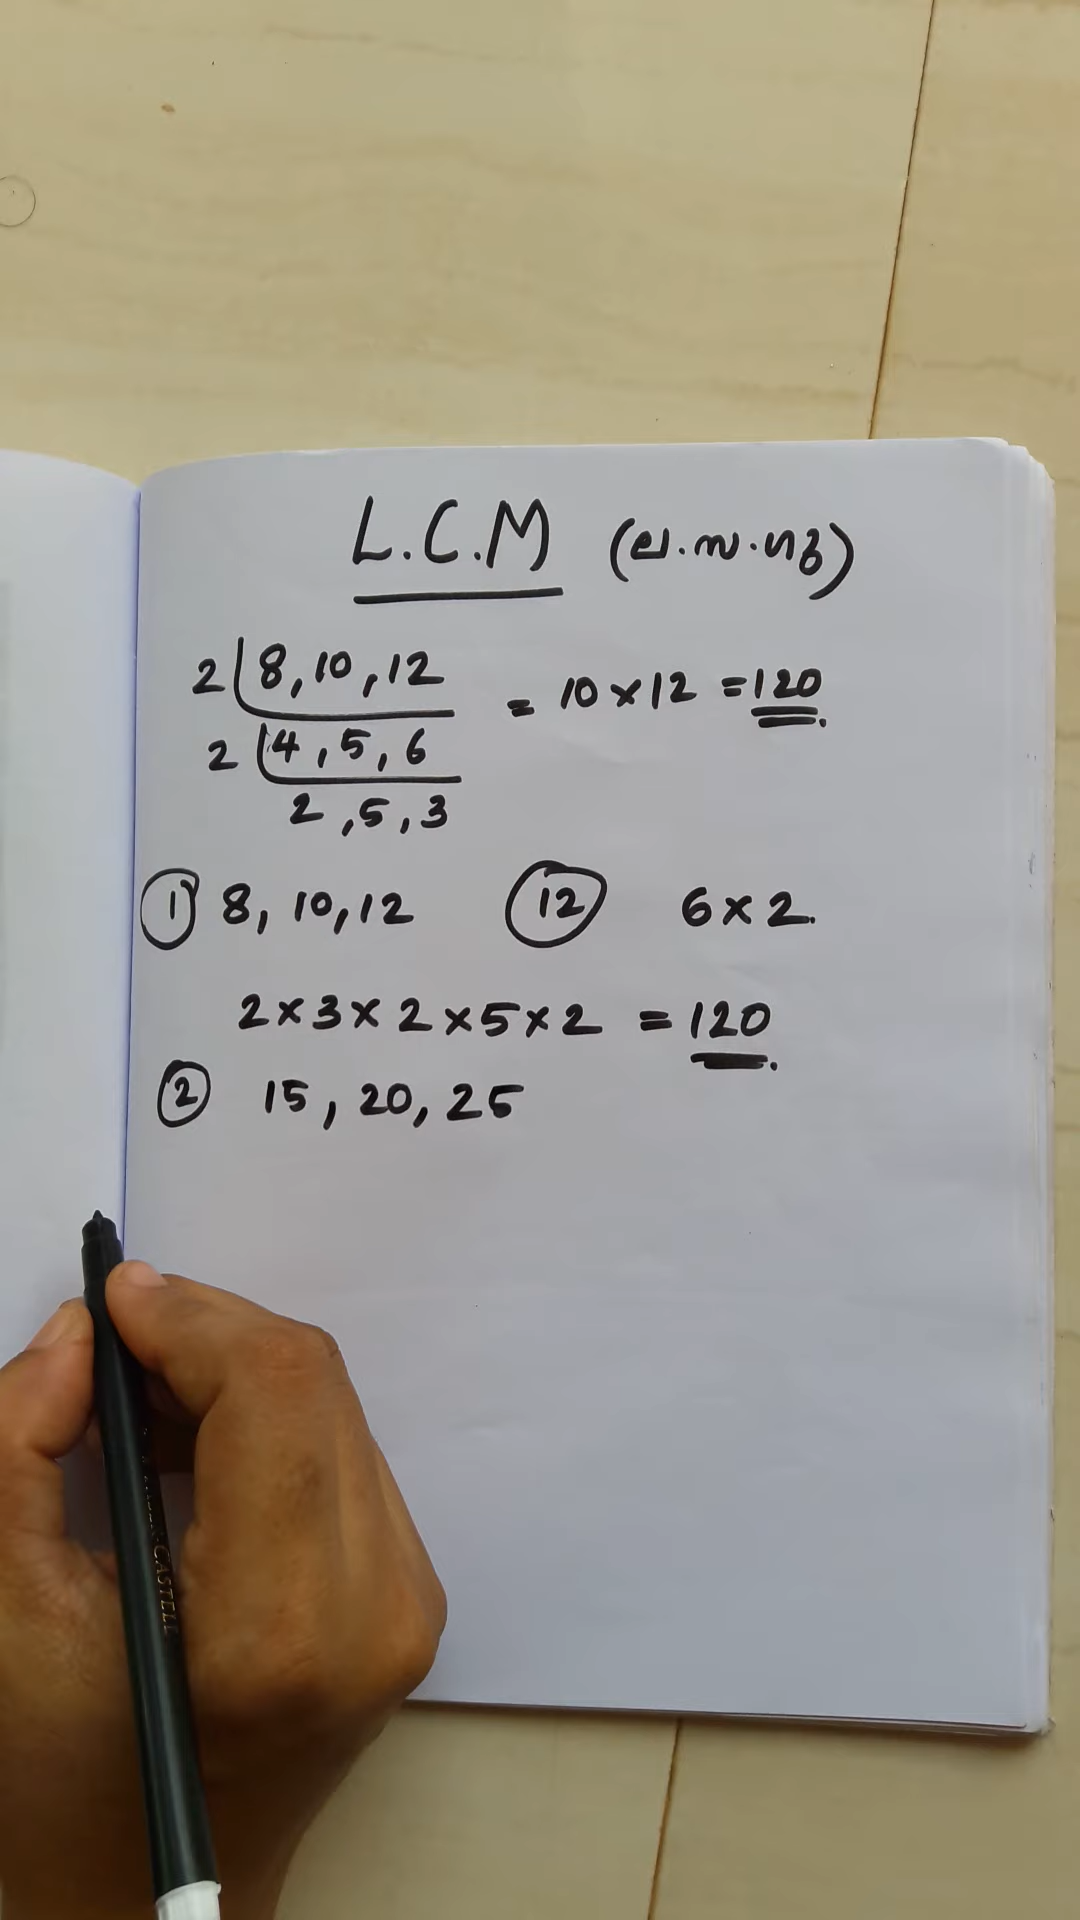 L.C.M (ല.സ.ഗു)
2 8, 10, 12 = 10 × 12 = 120.
2 4, 5, 6
2, 5, 3
1 8, 10, 12 12 6 × 2.
2 × 3 × 2 × 5 × 2 = 120.
2 15, 20, 25
CASTELL